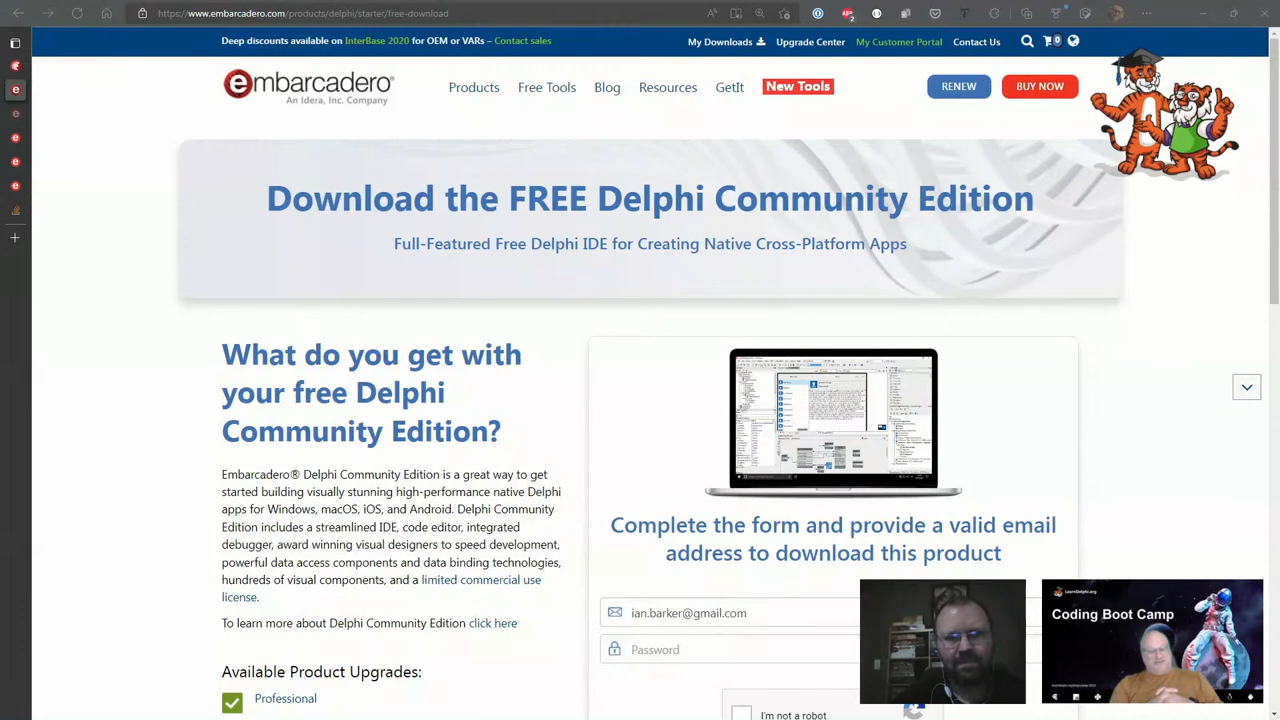 https://www.embarcadero.com/products/delphi/starter/free-download
Deep discounts available on InterBase 2020 for OEM or VARs – Contact sales
My Downloads
Upgrade Center
My Customer Portal
Contact Us
0
embarcadero®
An Idera, Inc. Company
Products
Free Tools
Blog
Resources
GetIt
New Tools
RENEW
BUY NOW
Download the FREE Delphi Community Edition
Full-Featured Free Delphi IDE for Creating Native Cross-Platform Apps
What do you get with
your free Delphi
Community Edition?
Embarcadero® Delphi Community Edition is a great way to get
started building visually stunning high-performance native Delphi
apps for Windows, macOS, iOS, and Android. Delphi Community
Edition includes a streamlined IDE, code editor, integrated
debugger, award winning visual designers to speed development,
powerful data access components and data binding technologies,
hundreds of visual components, and a limited commercial use
license.
To learn more about Delphi Community Edition click here
Available Product Upgrades:
Professional
Complete the form and provide a valid email
address to download this product
ian.barker@gmail.com
Password
I'm not a robot
LearnDelphi.org
Coding Boot Camp